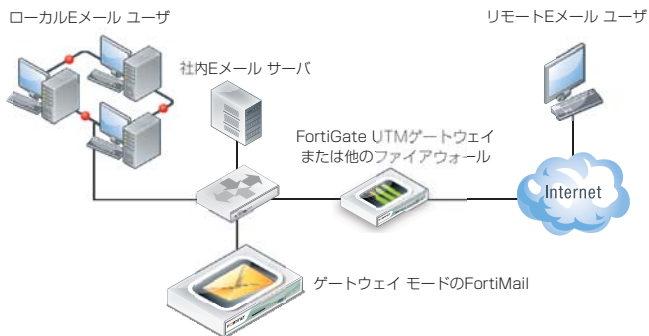 ローカルEメール ユーザ
リモートEメール ユーザ
社内Eメール サーバ
FortiGate UTMゲートウェイ
または他のファイアウォール
Internet
ゲートウェイ モードのFortiMail